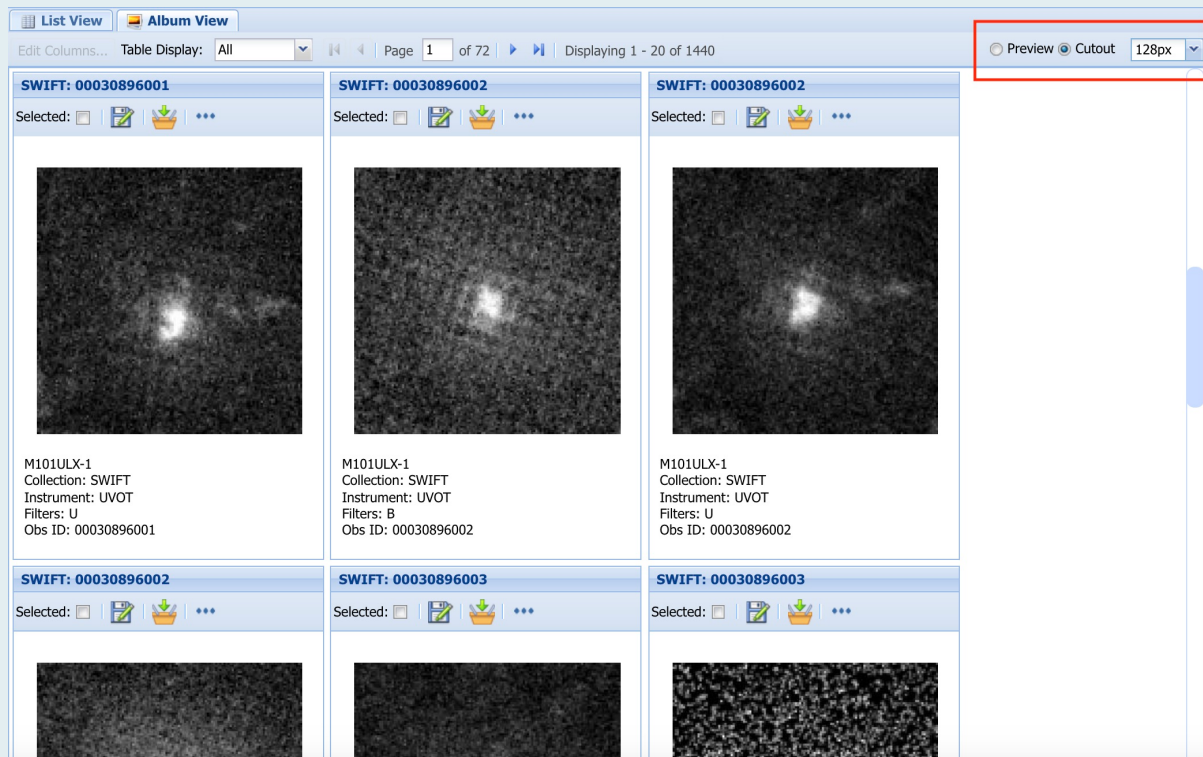 List View Album View
Edit Columns... Table Display: All Page 1 of 72 Displaying 1 - 20 of 1440 Preview Cutout 128px
SWIFT: 00030896001 SWIFT: 00030896002 SWIFT: 00030896002
Selected: Selected: Selected:
M101ULX-1
Collection: SWIFT
Instrument: UVOT
Filters: U
Obs ID: 00030896001
M101ULX-1
Collection: SWIFT
Instrument: UVOT
Filters: B
Obs ID: 00030896002
M101ULX-1
Collection: SWIFT
Instrument: UVOT
Filters: U
Obs ID: 00030896002
SWIFT: 00030896002 SWIFT: 00030896003 SWIFT: 00030896003
Selected: Selected: Selected: